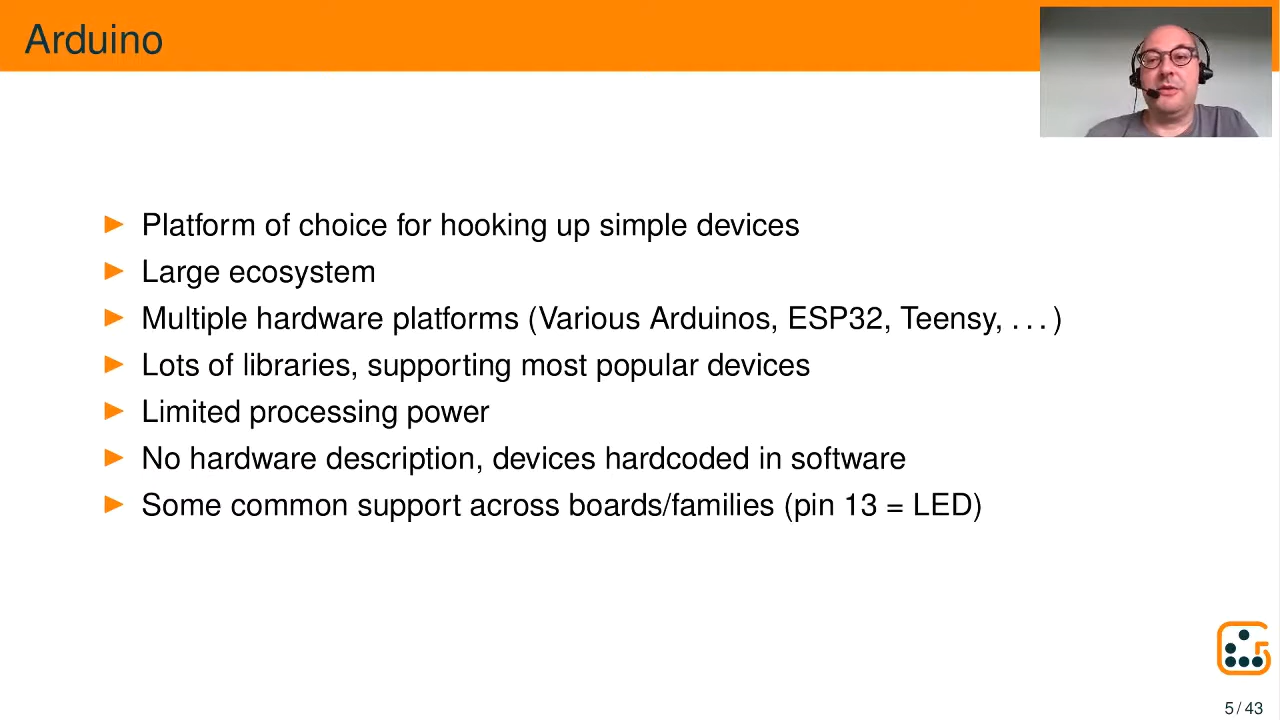 Arduino
Platform of choice for hooking up simple devices
Large ecosystem
Multiple hardware platforms (Various Arduinos, ESP32, Teensy, . . . )
Lots of libraries, supporting most popular devices
Limited processing power
No hardware description, devices hardcoded in software
Some common support across boards/families (pin 13 = LED)
5 / 43